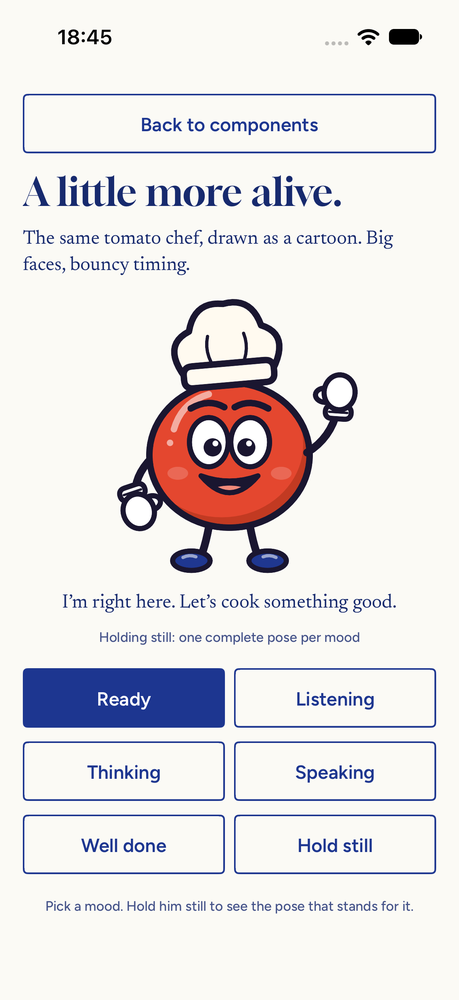 18:45
Back to components
A little more alive.
The same tomato chef, drawn as a cartoon. Big
faces, bouncy timing.
I’m right here. Let’s cook something good.
Holding still: one complete pose per mood
Ready
Listening
Thinking
Speaking
Well done
Hold still
Pick a mood. Hold him still to see the pose that stands for it.